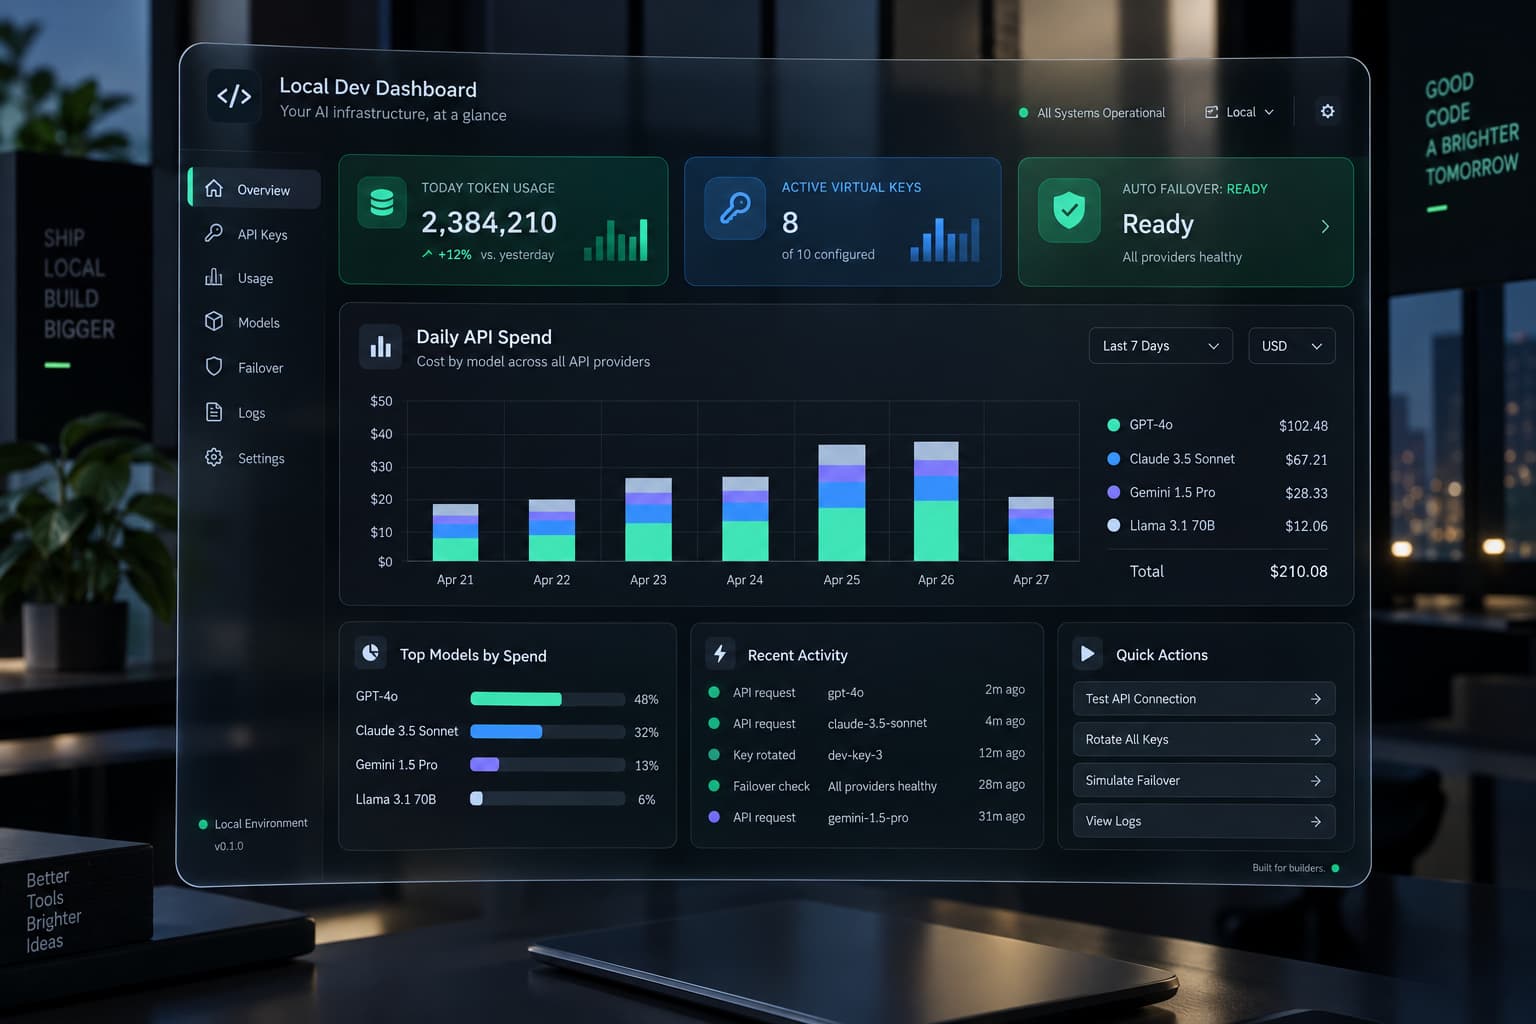 </>
Local Dev Dashboard
Your AI infrastructure, at a glance
All Systems Operational
Local
GOOD
CODE
A BRIGHTER
TOMORROW
SHIP
LOCAL
BUILD
BIGGER
Overview
API Keys
Usage
Models
Failover
Logs
Settings
Local Environment
v0.1.0
TODAY TOKEN USAGE
2,384,210
+12% vs. yesterday
ACTIVE VIRTUAL KEYS
8
of 10 configured
AUTO FAILOVER: READY
Ready
All providers healthy
Daily API Spend
Cost by model across all API providers
Last 7 Days
USD
$50
$40
$30
$20
$10
$0
Apr 21
Apr 22
Apr 23
Apr 24
Apr 25
Apr 26
Apr 27
GPT-4o $102.48
Claude 3.5 Sonnet $67.21
Gemini 1.5 Pro $28.33
Llama 3.1 70B $12.06
Total $210.08
Top Models by Spend
GPT-4o 48%
Claude 3.5 Sonnet 32%
Gemini 1.5 Pro 13%
Llama 3.1 70B 6%
Recent Activity
API request gpt-4o 2m ago
API request claude-3.5-sonnet 4m ago
Key rotated dev-key-3 12m ago
Failover check All providers healthy 28m ago
API request gemini-1.5-pro 31m ago
Quick Actions
Test API Connection
Rotate All Keys
Simulate Failover
View Logs
Built for builders.
Better
Tools
Brighter
Ideas